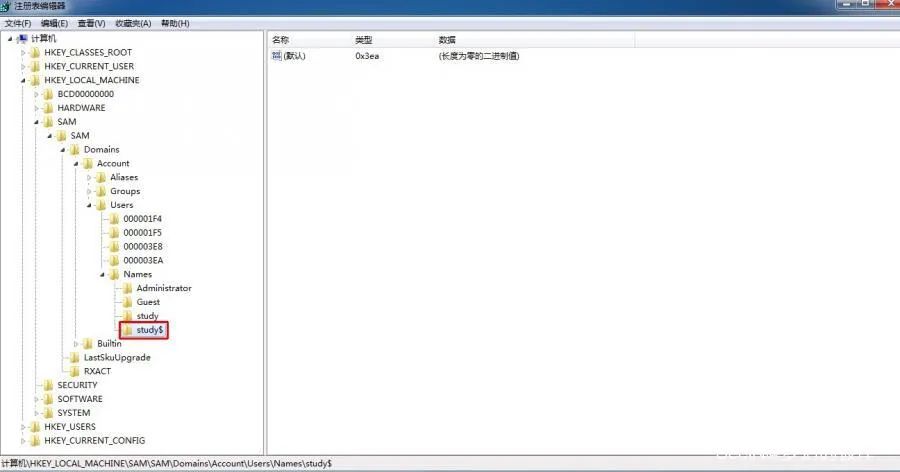 注册表编辑器
文件(F) 编辑(E) 查看(V) 收藏夹(A) 帮助(H)
计算机
HKEY_CLASSES_ROOT
HKEY_CURRENT_USER
HKEY_LOCAL_MACHINE
BCD00000000
HARDWARE
SAM
SAM
Domains
Account
Aliases
Groups
Users
000001F4
000001F5
000003E8
000003EA
Names
Administrator
Guest
study
study$
Builtin
LastSkuUpgrade
RXACT
SECURITY
SOFTWARE
SYSTEM
HKEY_USERS
HKEY_CURRENT_CONFIG
名称 类型 数据
(默认) 0x3ea (长度为零的二进制值)
计算机\HKEY_LOCAL_MACHINE\SAM\SAM\Domains\Account\Users\Names\study$